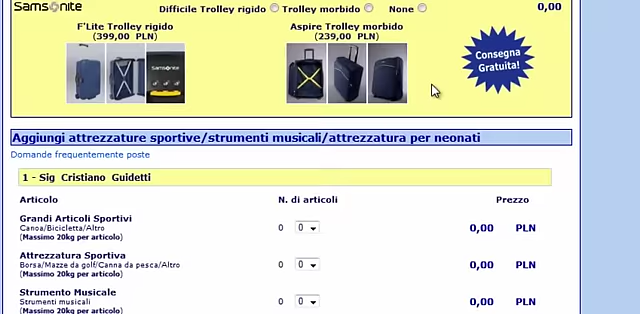 Samsonite
Difficile Trolley rigido Trolley morbido None 0,00
F'Lite Trolley rigido
(399,00 PLN)
Aspire Trolley morbido
(239,00 PLN)
Samsonite
Consegna
Gratuita!
Aggiungi attrezzature sportive/strumenti musicali/attrezzatura per neonati
Domande frequentemente poste
1 - Sig Cristiano Guidetti
Articolo N. di articoli Prezzo
Grandi Articoli Sportivi
Canoa/Bicicletta/Altro
(Massimo 20kg per articolo)
0 0 0,00 PLN
Attrezzatura Sportiva
Borsa/Mazze da golf/Canna da pesca/Altro
(Massimo 20kg per articolo)
0 0 0,00 PLN
Strumento Musicale
Strumenti musicali
(Massimo 20kg per articolo)
0 0 0,00 PLN